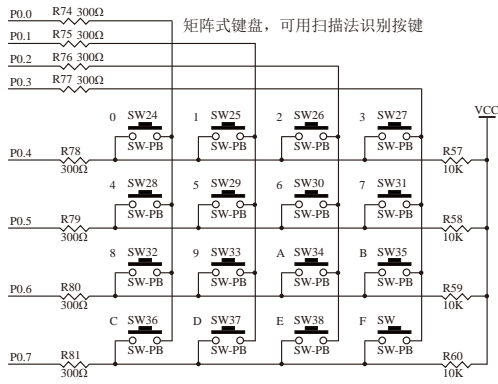 P0.0 R74 300Ω
矩阵式键盘，可用扫描法识别按键
P0.1 R75 300Ω
P0.2 R76 300Ω
P0.3 R77 300Ω
VCC
0 SW24 1 SW25 2 SW26 3 SW27
SW-PB SW-PB SW-PB SW-PB
P0.4 R78 300Ω R57 10K
4 SW28 5 SW29 6 SW30 7 SW31
SW-PB SW-PB SW-PB SW-PB
P0.5 R79 300Ω R58 10K
8 SW32 9 SW33 A SW34 B SW35
SW-PB SW-PB SW-PB SW-PB
P0.6 R80 300Ω R59 10K
C SW36 D SW37 E SW38 F SW
SW-PB SW-PB SW-PB SW-PB
P0.7 R81 300Ω R60 10K